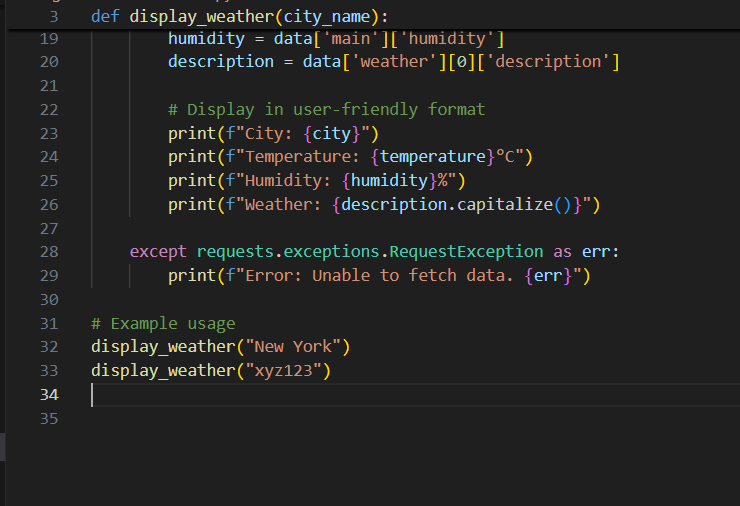 3 def display_weather(city_name):
19 humidity = data['main']['humidity']
20 description = data['weather'][0]['description']
21
22 # Display in user-friendly format
23 print(f"City: {city}")
24 print(f"Temperature: {temperature}°C")
25 print(f"Humidity: {humidity}%")
26 print(f"Weather: {description.capitalize()}")
27
28 except requests.exceptions.RequestException as err:
29 print(f"Error: Unable to fetch data. {err}")
30
31 # Example usage
32 display_weather("New York")
33 display_weather("xyz123")
34
35